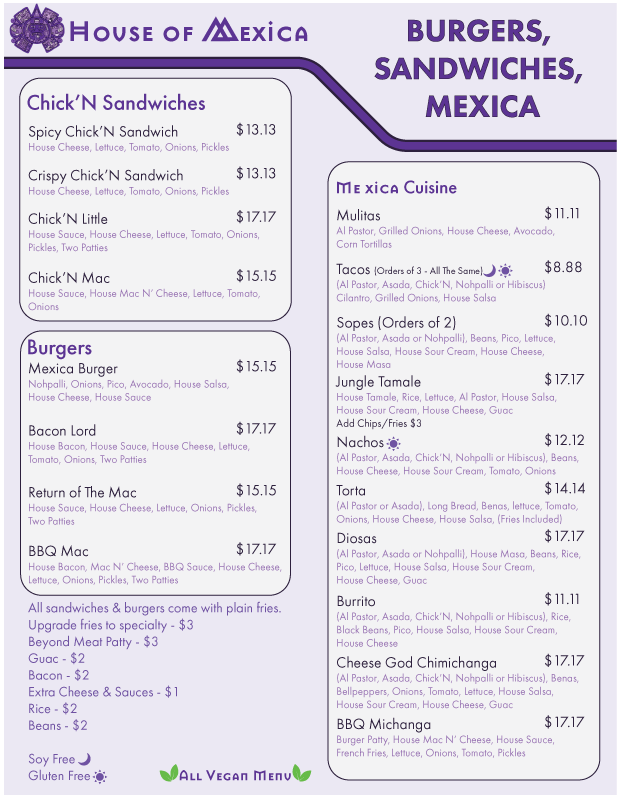 House of Mexica
BURGERS,
SANDWICHES,
MEXICA
Chick'N Sandwiches
Spicy Chick'N Sandwich $13.13
House Cheese, Lettuce, Tomato, Onions, Pickles
Crispy Chick'N Sandwich $13.13
House Cheese, Lettuce, Tomato, Onions, Pickles
Chick'N Little $17.17
House Sauce, House Cheese, Lettuce, Tomato, Onions,
Pickles, Two Patties
Chick'N Mac $15.15
House Sauce, House Mac N' Cheese, Lettuce, Tomato,
Onions
Burgers
Mexica Burger $15.15
Nohpalli, Onions, Pico, Avocado, House Salsa,
House Cheese, House Sauce
Bacon Lord $17.17
House Bacon, House Sauce, House Cheese, Lettuce,
Tomato, Onions, Two Patties
Return of The Mac $15.15
House Sauce, House Cheese, Lettuce, Onions, Pickles,
Two Patties
BBQ Mac $17.17
House Bacon, Mac N' Cheese, BBQ Sauce, House Cheese,
Lettuce, Onions, Pickles, Two Patties
All sandwiches & burgers come with plain fries.
Upgrade fries to specialty - $3
Beyond Meat Patty - $3
Guac - $2
Bacon - $2
Extra Cheese & Sauces - $1
Rice - $2
Beans - $2
Soy Free
Gluten Free
All Vegan Menu
Me xica Cuisine
Mulitas $11.11
Al Pastor, Grilled Onions, House Cheese, Avocado,
Corn Tortillas
Tacos (Orders of 3 - All The Same) $8.88
(Al Pastor, Asada, Chick'N, Nohpalli or Hibiscus)
Cilantro, Grilled Onions, House Salsa
Sopes (Orders of 2) $10.10
(Al Pastor, Asada or Nohpalli), Beans, Pico, Lettuce,
House Salsa, House Sour Cream, House Cheese,
House Masa
Jungle Tamale $17.17
House Tamale, Rice, Lettuce, Al Pastor, House Salsa,
House Sour Cream, House Cheese, Guac
Add Chips/Fries $3
Nachos $12.12
(Al Pastor, Asada, Chick'N, Nohpalli or Hibiscus), Beans,
House Cheese, House Sour Cream, Tomato, Onions
Torta $14.14
(Al Pastor or Asada), Long Bread, Benas, lettuce, Tomato,
Onions, House Cheese, House Salsa, (Fries Included)
Diosas $17.17
(Al Pastor, Asada or Nohpalli), House Masa, Beans, Rice,
Pico, Lettuce, House Salsa, House Sour Cream,
House Cheese, Guac
Burrito $11.11
(Al Pastor, Asada, Chick'N, Nohpalli or Hibiscus), Rice,
Black Beans, Pico, House Salsa, House Sour Cream,
House Cheese
Cheese God Chimichanga $17.17
(Al Pastor, Asada, Chick'N, Nohpalli or Hibiscus), Benas,
Bellpeppers, Onions, Tomato, Lettuce, House Salsa,
House Sour Cream, House Cheese, Guac
BBQ Michanga $17.17
Burger Patty, House Mac N' Cheese, House Sauce,
French Fries, Lettuce, Onions, Tomato, Pickles